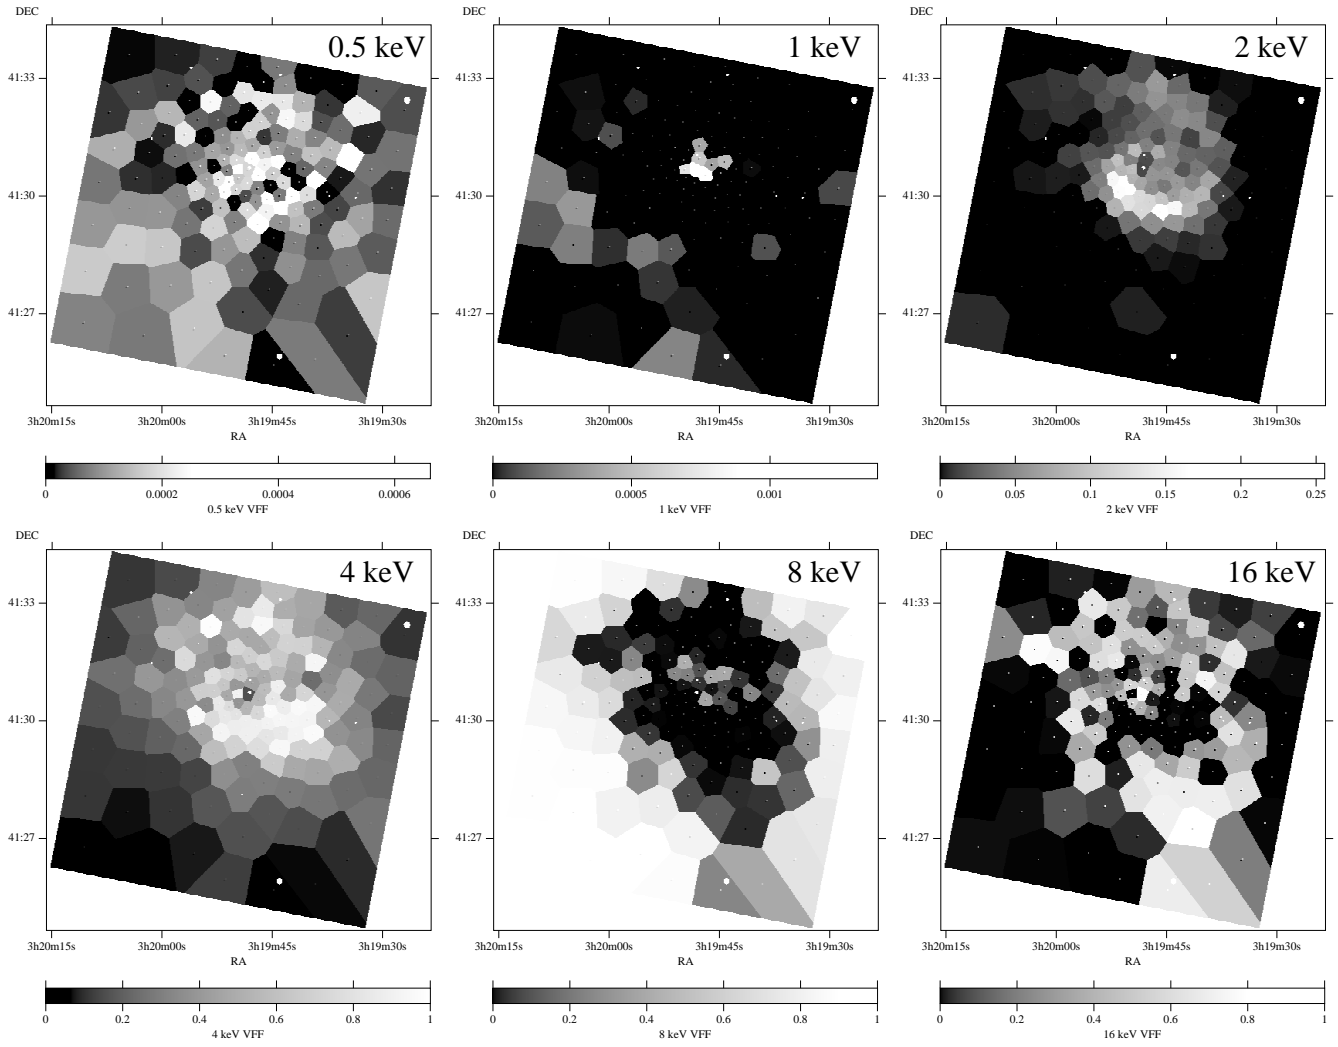 DEC DEC DEC
0.5 keV 1 keV 2 keV
41:33 41:33 41:33
41:30 41:30 41:30
41:27 41:27 41:27
3h20m15s 3h20m00s 3h19m45s 3h19m30s 3h20m15s 3h20m00s 3h19m45s 3h19m30s 3h20m15s 3h20m00s 3h19m45s 3h19m30s
RA RA RA
0 0.0002 0.0004 0.0006 0 0.0005 0.001 0 0.05 0.1 0.15 0.2 0.25
0.5 keV VFF 1 keV VFF 2 keV VFF
DEC DEC DEC
4 keV 8 keV 16 keV
41:33 41:33 41:33
41:30 41:30 41:30
41:27 41:27 41:27
3h20m15s 3h20m00s 3h19m45s 3h19m30s 3h20m15s 3h20m00s 3h19m45s 3h19m30s 3h20m15s 3h20m00s 3h19m45s 3h19m30s
RA RA RA
0 0.2 0.4 0.6 0.8 1 0 0.2 0.4 0.6 0.8 1 0 0.2 0.4 0.6 0.8 1
4 keV VFF 8 keV VFF 16 keV VFF